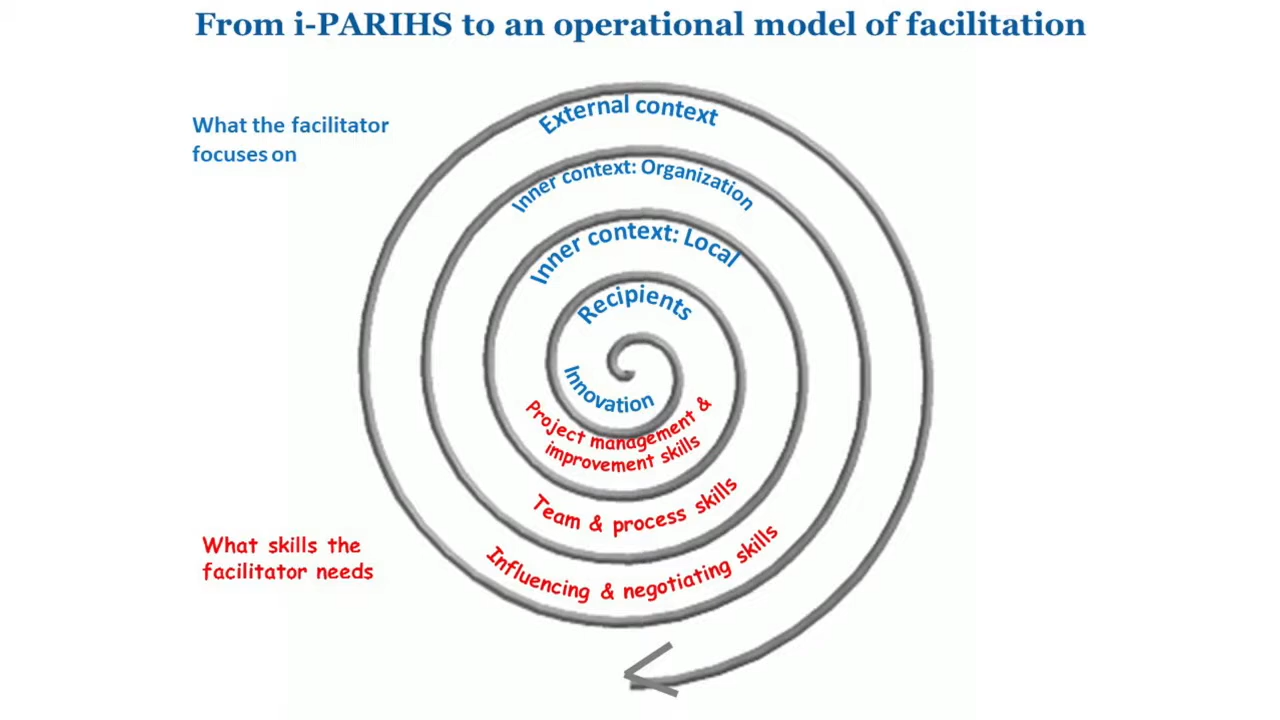 From i-PARIHS to an operational model of facilitation
What the facilitator
focuses on
External context
Inner context: Organization
Inner context: Local
Recipients
Innovation
Project management &
improvement skills
Team & process skills
Influencing & negotiating skills
What skills the
facilitator needs